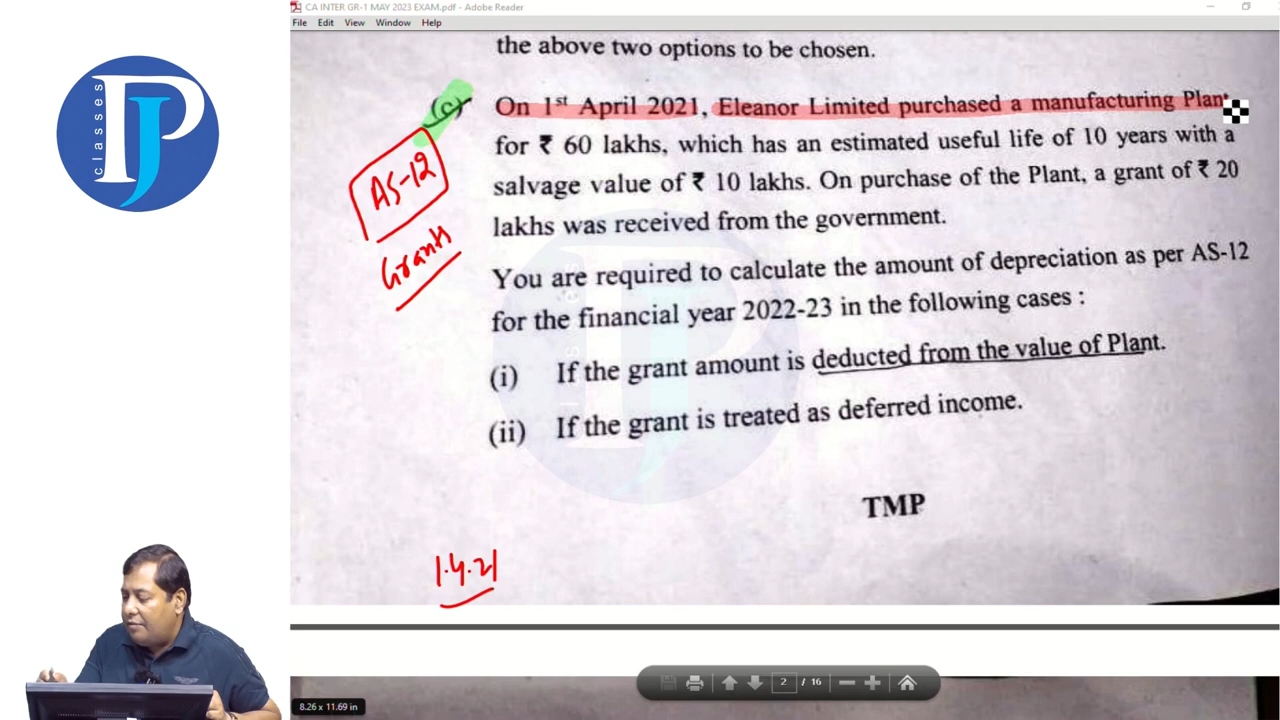 CA INTER GR-1 MAY 2023 EXAM.pdf - Adobe Reader
File Edit View Window Help
classes
PJ
the above two options to be chosen.
(c) On 1st April 2021, Eleanor Limited purchased a manufacturing Plant
for ₹ 60 lakhs, which has an estimated useful life of 10 years with a
salvage value of ₹ 10 lakhs. On purchase of the Plant, a grant of ₹ 20
lakhs was received from the government.
AS-12
Grants
You are required to calculate the amount of depreciation as per AS-12
for the financial year 2022-23 in the following cases :
(i) If the grant amount is deducted from the value of Plant.
(ii) If the grant is treated as deferred income.
TMP
1.4.21
2 / 16
8.26 x 11.69 in